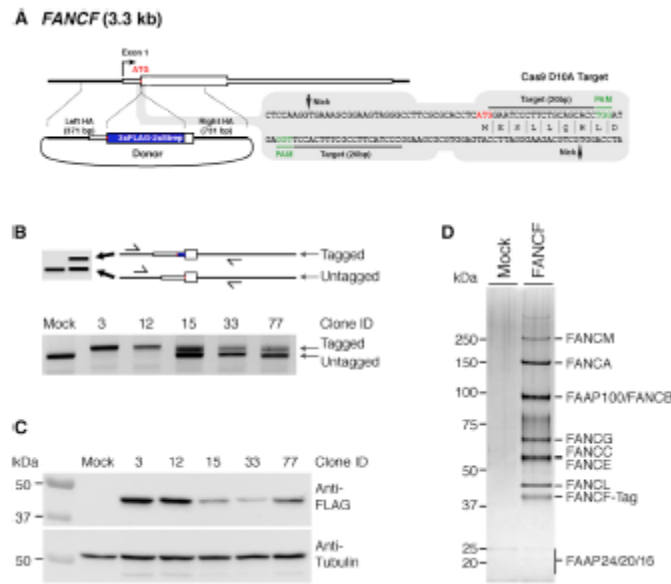 A FANCF (3.3 kb)
Exon 1
ATG
Cas9 D10A Target
Left HA
(871 bp)
Right HA
(701 bp)
3xFLAG-2xStrep
Donor
Nick
Target (20bp) PAM
M E S L L Q H L D
PAM Target (20bp)
Nick
B
Tagged
Untagged
Mock 3 12 15 33 77 Clone ID
Tagged
Untagged
C
kDa Mock 3 12 15 33 77 Clone ID
50
37
Anti-
FLAG
50
Anti-
Tubulin
D
Mock
FANCF
kDa
250
150
100
75
50
37
25
20
FANCM
FANCA
FAAP100/FANCB
FANCG
FANCC
FANCE
FANCL
FANCF-Tag
FAAP24/20/16